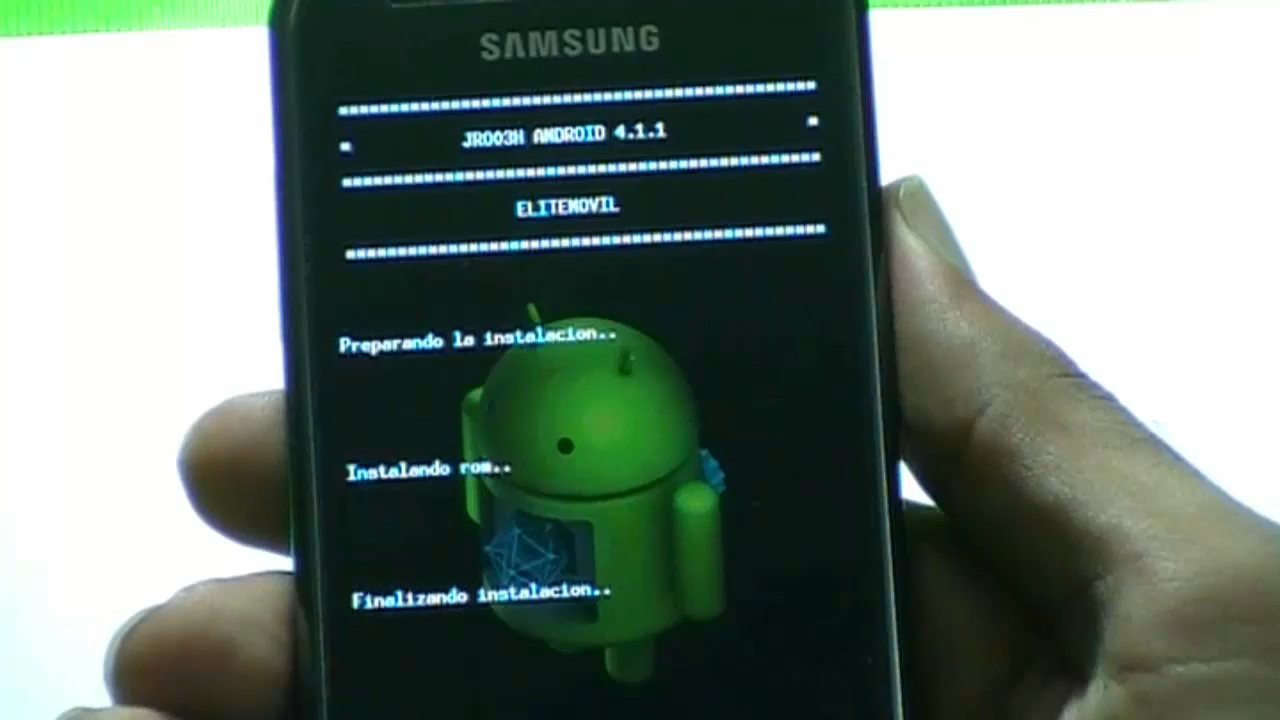 SAMSUNG
JRO03H ANDROID 4.1.1
ELITEMOVIL
Preparando la instalacion..
Instalando rom..
Finalizando instalacion..